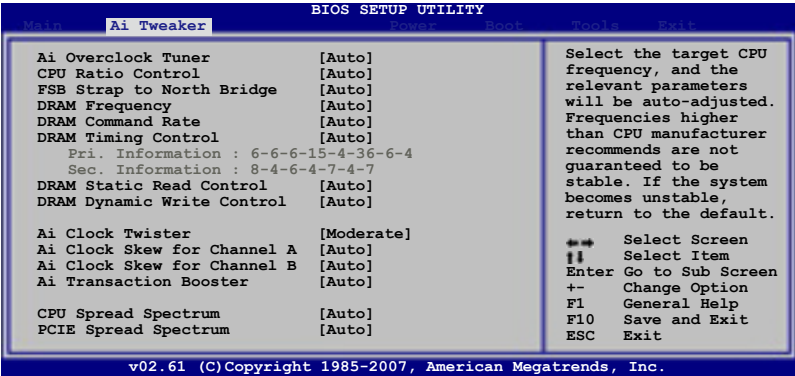 BIOS SETUP UTILITY
Main Ai Tweaker Power Boot Tools Exit
Ai Overclock Tuner [Auto]
CPU Ratio Control [Auto]
FSB Strap to North Bridge [Auto]
DRAM Frequency [Auto]
DRAM Command Rate [Auto]
DRAM Timing Control [Auto]
Pri. Information : 6-6-6-15-4-36-6-4
Sec. Information : 8-4-6-4-7-4-7
DRAM Static Read Control [Auto]
DRAM Dynamic Write Control [Auto]
Ai Clock Twister [Moderate]
Ai Clock Skew for Channel A [Auto]
Ai Clock Skew for Channel B [Auto]
Ai Transaction Booster [Auto]
CPU Spread Spectrum [Auto]
PCIE Spread Spectrum [Auto]
Select the target CPU
frequency, and the
relevant parameters
will be auto-adjusted.
Frequencies higher
than CPU manufacturer
recommends are not
guaranteed to be
stable. If the system
becomes unstable,
return to the default.
Select Screen
Select Item
Enter Go to Sub Screen
+- Change Option
F1 General Help
F10 Save and Exit
ESC Exit
v02.61 (C)Copyright 1985-2007, American Megatrends, Inc.